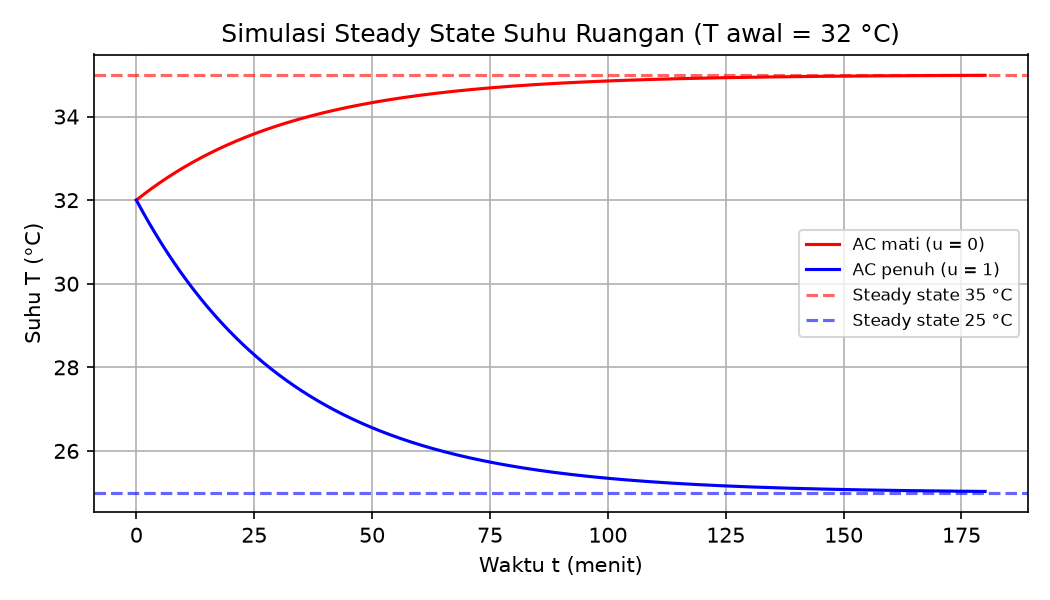 Simulasi Steady State Suhu Ruangan (T awal = 32 °C)
Suhu T (°C)
34
32
30
28
26
AC mati (u = 0)
AC penuh (u = 1)
Steady state 35 °C
Steady state 25 °C
0 25 50 75 100 125 150 175
Waktu t (menit)